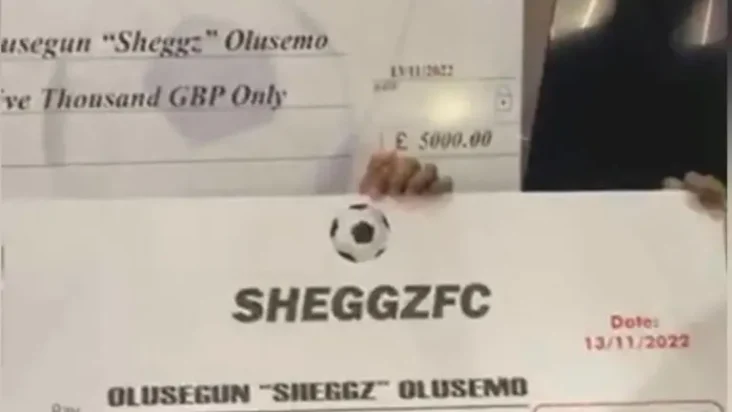 usegun “Sheggz” Olusemo
13/11/2022
ive Thousand GBP Only
£ 5000.00
SHEGGZFC
Date:
13/11/2022
OLUSEGUN “SHEGGZ” OLUSEMO
Pay